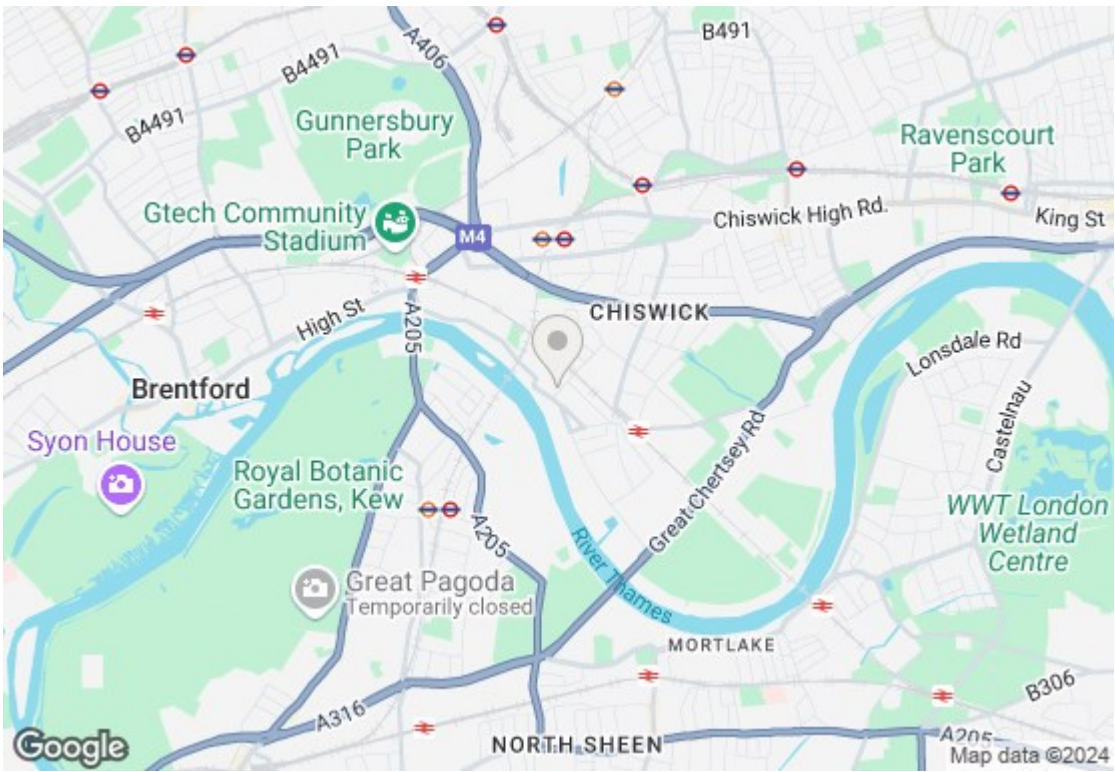 A406
B491
B4491
B4491
Gunnersbury
Park
Ravenscourt
Park
Gtech Community
Stadium
Chiswick High Rd.
King St
M4
High St
A205
CHISWICK
Lonsdale Rd
Brentford
Castelnau
Syon House
Royal Botanic
Gardens, Kew
Great Chertsey Rd
WWT London
Wetland
Centre
A205
River Thames
Great Pagoda
Temporarily closed
MORTLAKE
B306
A316
NORTH SHEEN
A205
Google
Map data ©2024